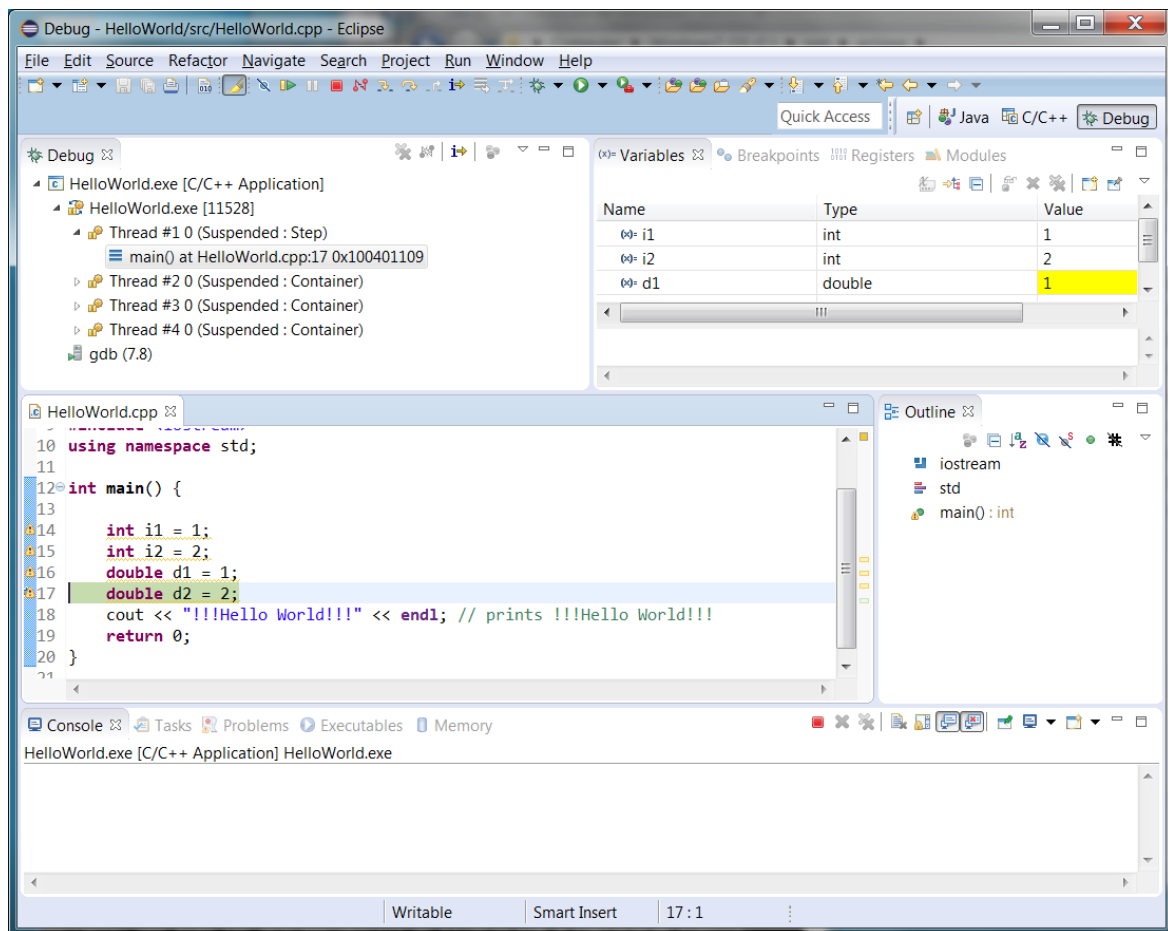 Debug - HelloWorld/src/HelloWorld.cpp - Eclipse
File Edit Source Refactor Navigate Search Project Run Window Help
Quick Access Java C/C++ Debug
Debug
HelloWorld.exe [C/C++ Application]
HelloWorld.exe [11528]
Thread #1 0 (Suspended : Step)
main() at HelloWorld.cpp:17 0x100401109
Thread #2 0 (Suspended : Container)
Thread #3 0 (Suspended : Container)
Thread #4 0 (Suspended : Container)
gdb (7.8)
(x)= Variables Breakpoints Registers Modules
Name Type Value
(x)= i1 int 1
(x)= i2 int 2
(x)= d1 double 1
HelloWorld.cpp
10 using namespace std;
11
12 int main() {
13
14 int i1 = 1;
15 int i2 = 2;
16 double d1 = 1;
17 double d2 = 2;
18 cout << "!!!Hello World!!!" << endl; // prints !!!Hello World!!!
19 return 0;
20 }
21
Outline
iostream
std
main() : int
Console Tasks Problems Executables Memory
HelloWorld.exe [C/C++ Application] HelloWorld.exe
Writable Smart Insert 17 : 1